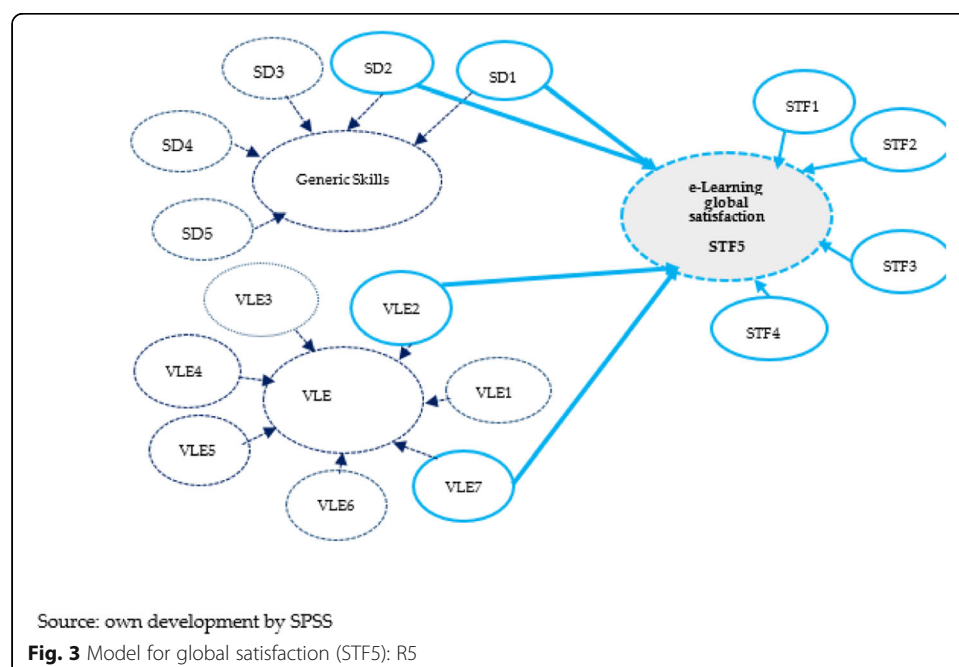 SD3
SD2
SD1
STF1
SD4
STF2
Generic Skills
e-Learning
global
satisfaction
STF5
SD5
STF3
VLE3
VLE2
STF4
VLE4
VLE
VLE1
VLE5
VLE7
VLE6
Source: own development by SPSS
Fig. 3 Model for global satisfaction (STF5): R5